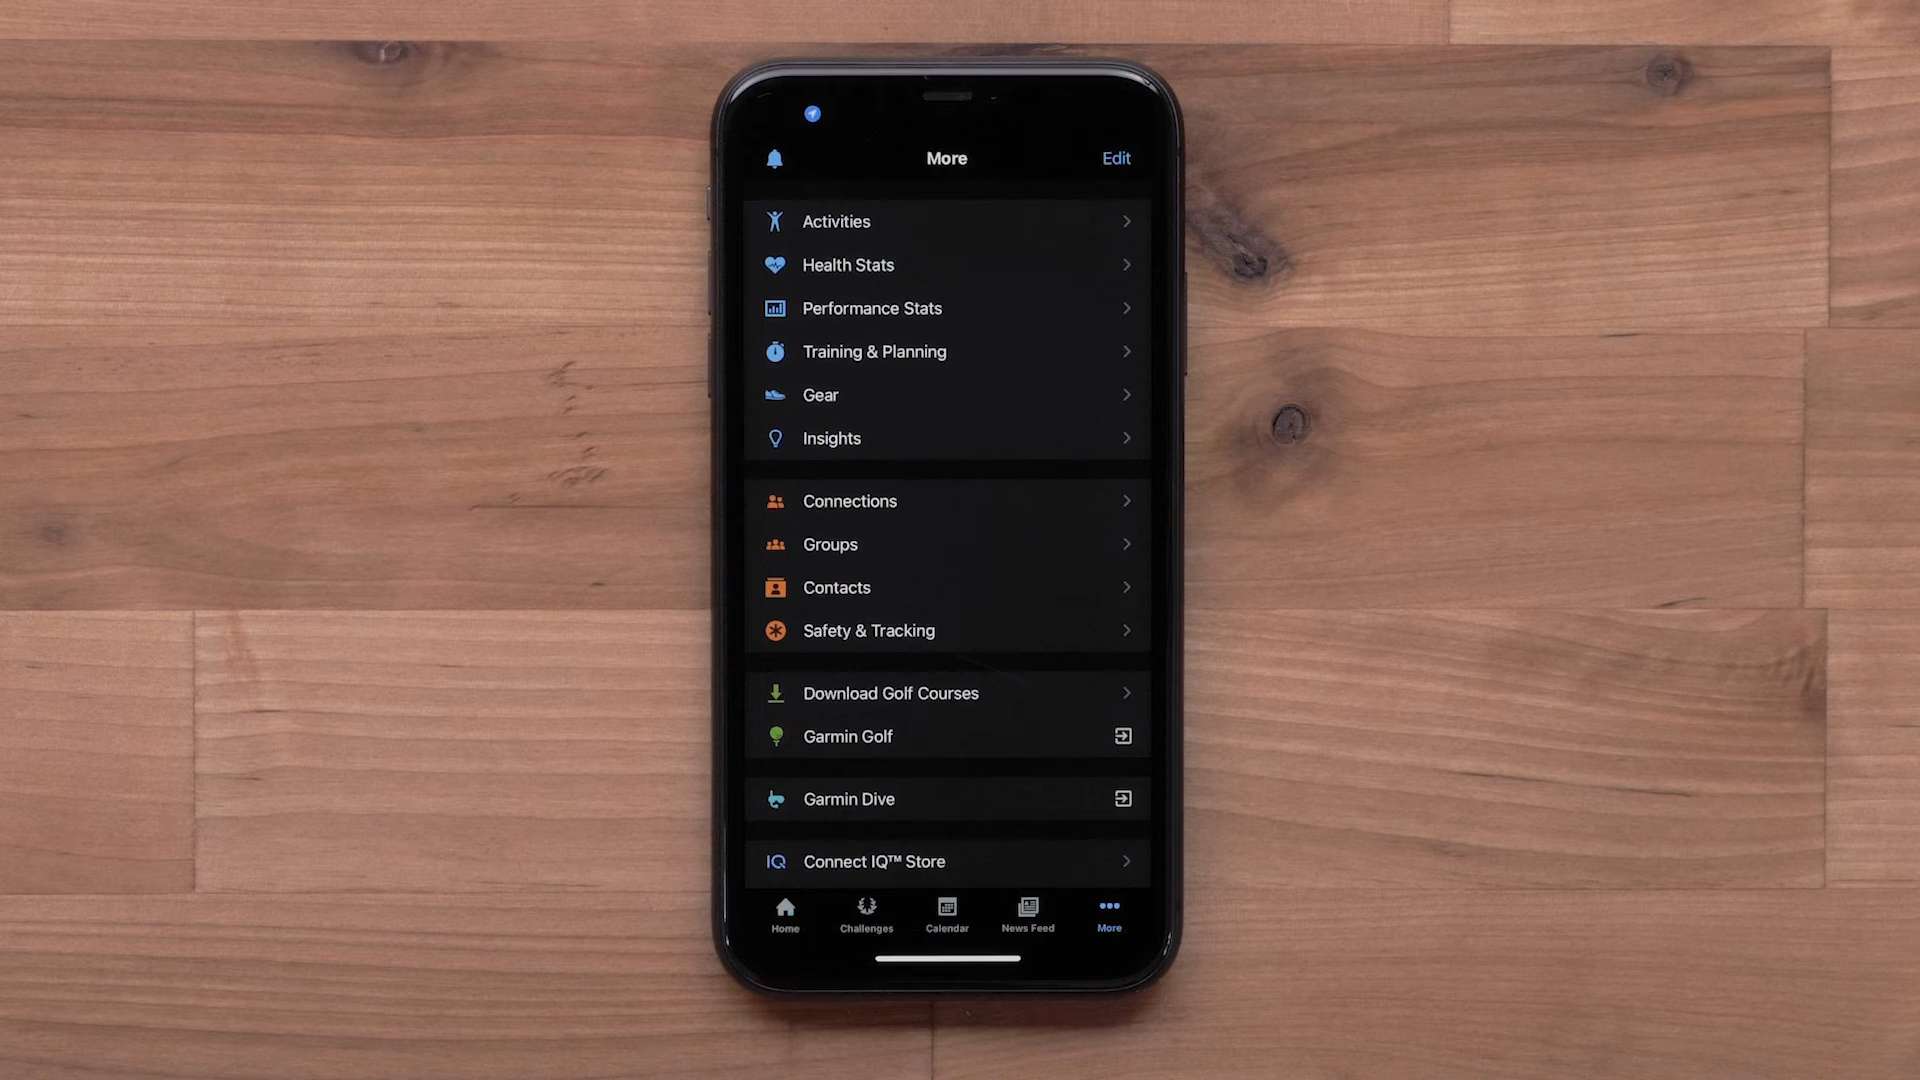 More
Edit
Activities
Health Stats
Performance Stats
Training & Planning
Gear
Insights
Connections
Groups
Contacts
Safety & Tracking
Download Golf Courses
Garmin Golf
Garmin Dive
IQ Connect IQ™ Store
Home Challenges Calendar News Feed More